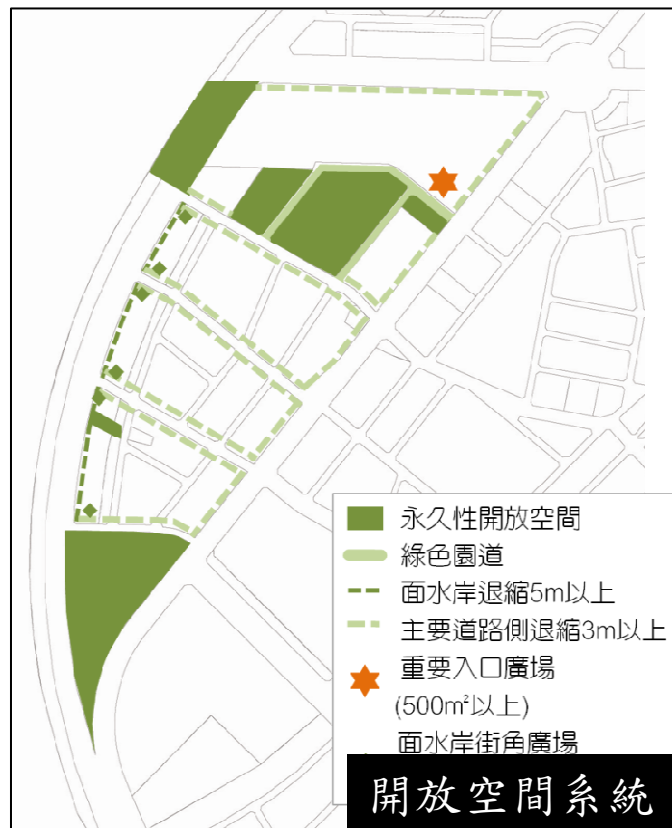 永久性開放空間
綠色園道
面水岸退縮5m以上
主要道路側退縮3m以上
重要入口廣場
(500㎡以上)
面水岸街角廣場
開放空間系統